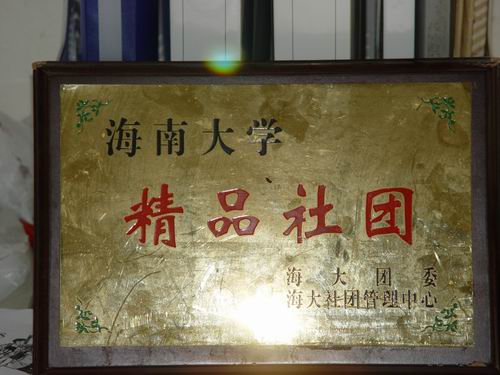 海南大学
精品社团
海大团委
海大社团管理中心